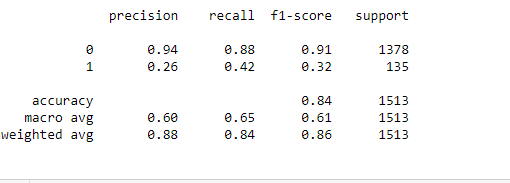 precision recall f1-score support
0 0.94 0.88 0.91 1378
1 0.26 0.42 0.32 135
accuracy 0.84 1513
macro avg 0.60 0.65 0.61 1513
weighted avg 0.88 0.84 0.86 1513